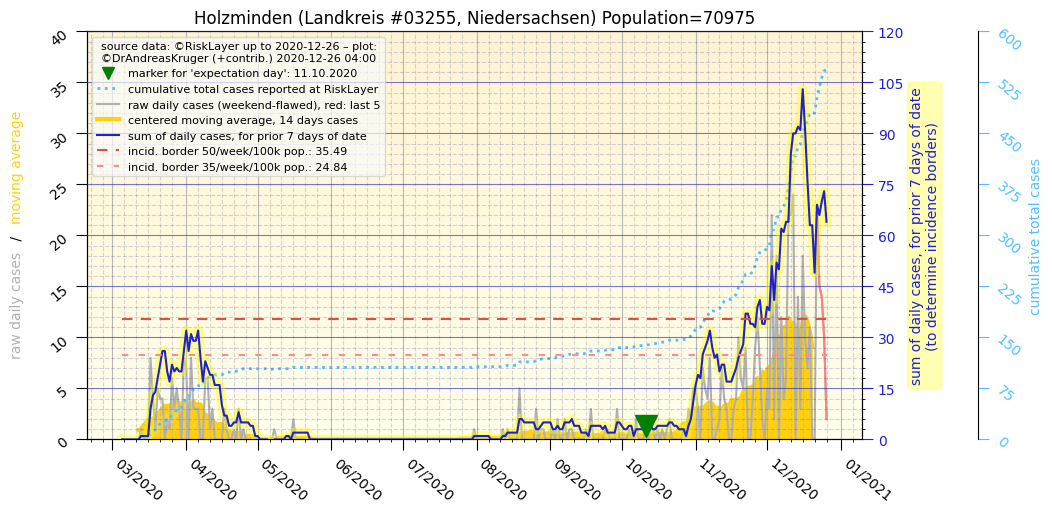 Holzminden (Landkreis #03255, Niedersachsen) Population=70975
source data: ©RiskLayer up to 2020-12-26 – plot:
©DrAndreasKruger (+contrib.) 2020-12-26 04:00
marker for 'expectation day': 11.10.2020
cumulative total cases reported at RiskLayer
raw daily cases (weekend-flawed), red: last 5
centered moving average, 14 days cases
sum of daily cases, for prior 7 days of date
incid. border 50/week/100k pop.: 35.49
incid. border 35/week/100k pop.: 24.84
raw daily cases / moving average
40
35
30
25
20
15
10
5
0
120
105
90
75
60
45
30
15
0
sum of daily cases, for prior 7 days of date
(to determine incidence borders)
600
525
450
375
300
225
150
75
0
cumulative total cases
03/2020
04/2020
05/2020
06/2020
07/2020
08/2020
09/2020
10/2020
11/2020
12/2020
01/2021